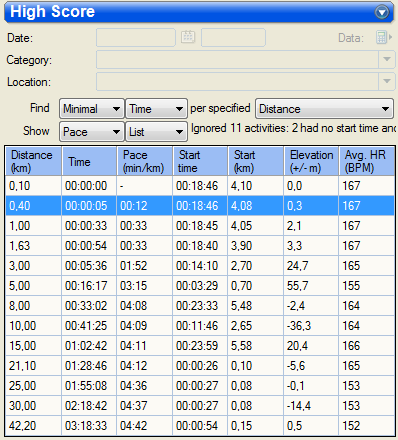 High Score
Date: Data:
Category:
Location:
Find Minimal Time per specified Distance
Show Pace List Ignored 11 activities: 2 had no start time and
Distance (km) Time Pace (min/km) Start time Start (km) Elevation (+/- m) Avg. HR (BPM)
0,10 00:00:00 - 00:18:46 4,10 0,0 167
0,40 00:00:05 00:12 00:18:46 4,08 0,3 167
1,00 00:00:33 00:33 00:18:45 4,05 2,1 167
1,63 00:00:54 00:33 00:18:40 3,90 3,3 167
3,00 00:05:36 01:52 00:14:10 2,70 24,7 165
5,00 00:16:17 03:15 00:03:29 0,70 55,7 155
8,00 00:33:02 04:08 00:23:33 5,48 -2,4 164
10,00 00:41:25 04:09 00:11:46 2,65 -36,3 164
15,00 01:02:42 04:11 00:23:59 5,58 20,4 166
21,10 01:28:46 04:12 00:00:26 0,10 -5,6 165
25,00 01:55:08 04:36 00:00:27 0,08 -0,1 153
30,00 02:18:42 04:37 00:00:27 0,08 -14,4 153
42,20 03:18:33 04:42 00:00:54 0,15 0,5 152